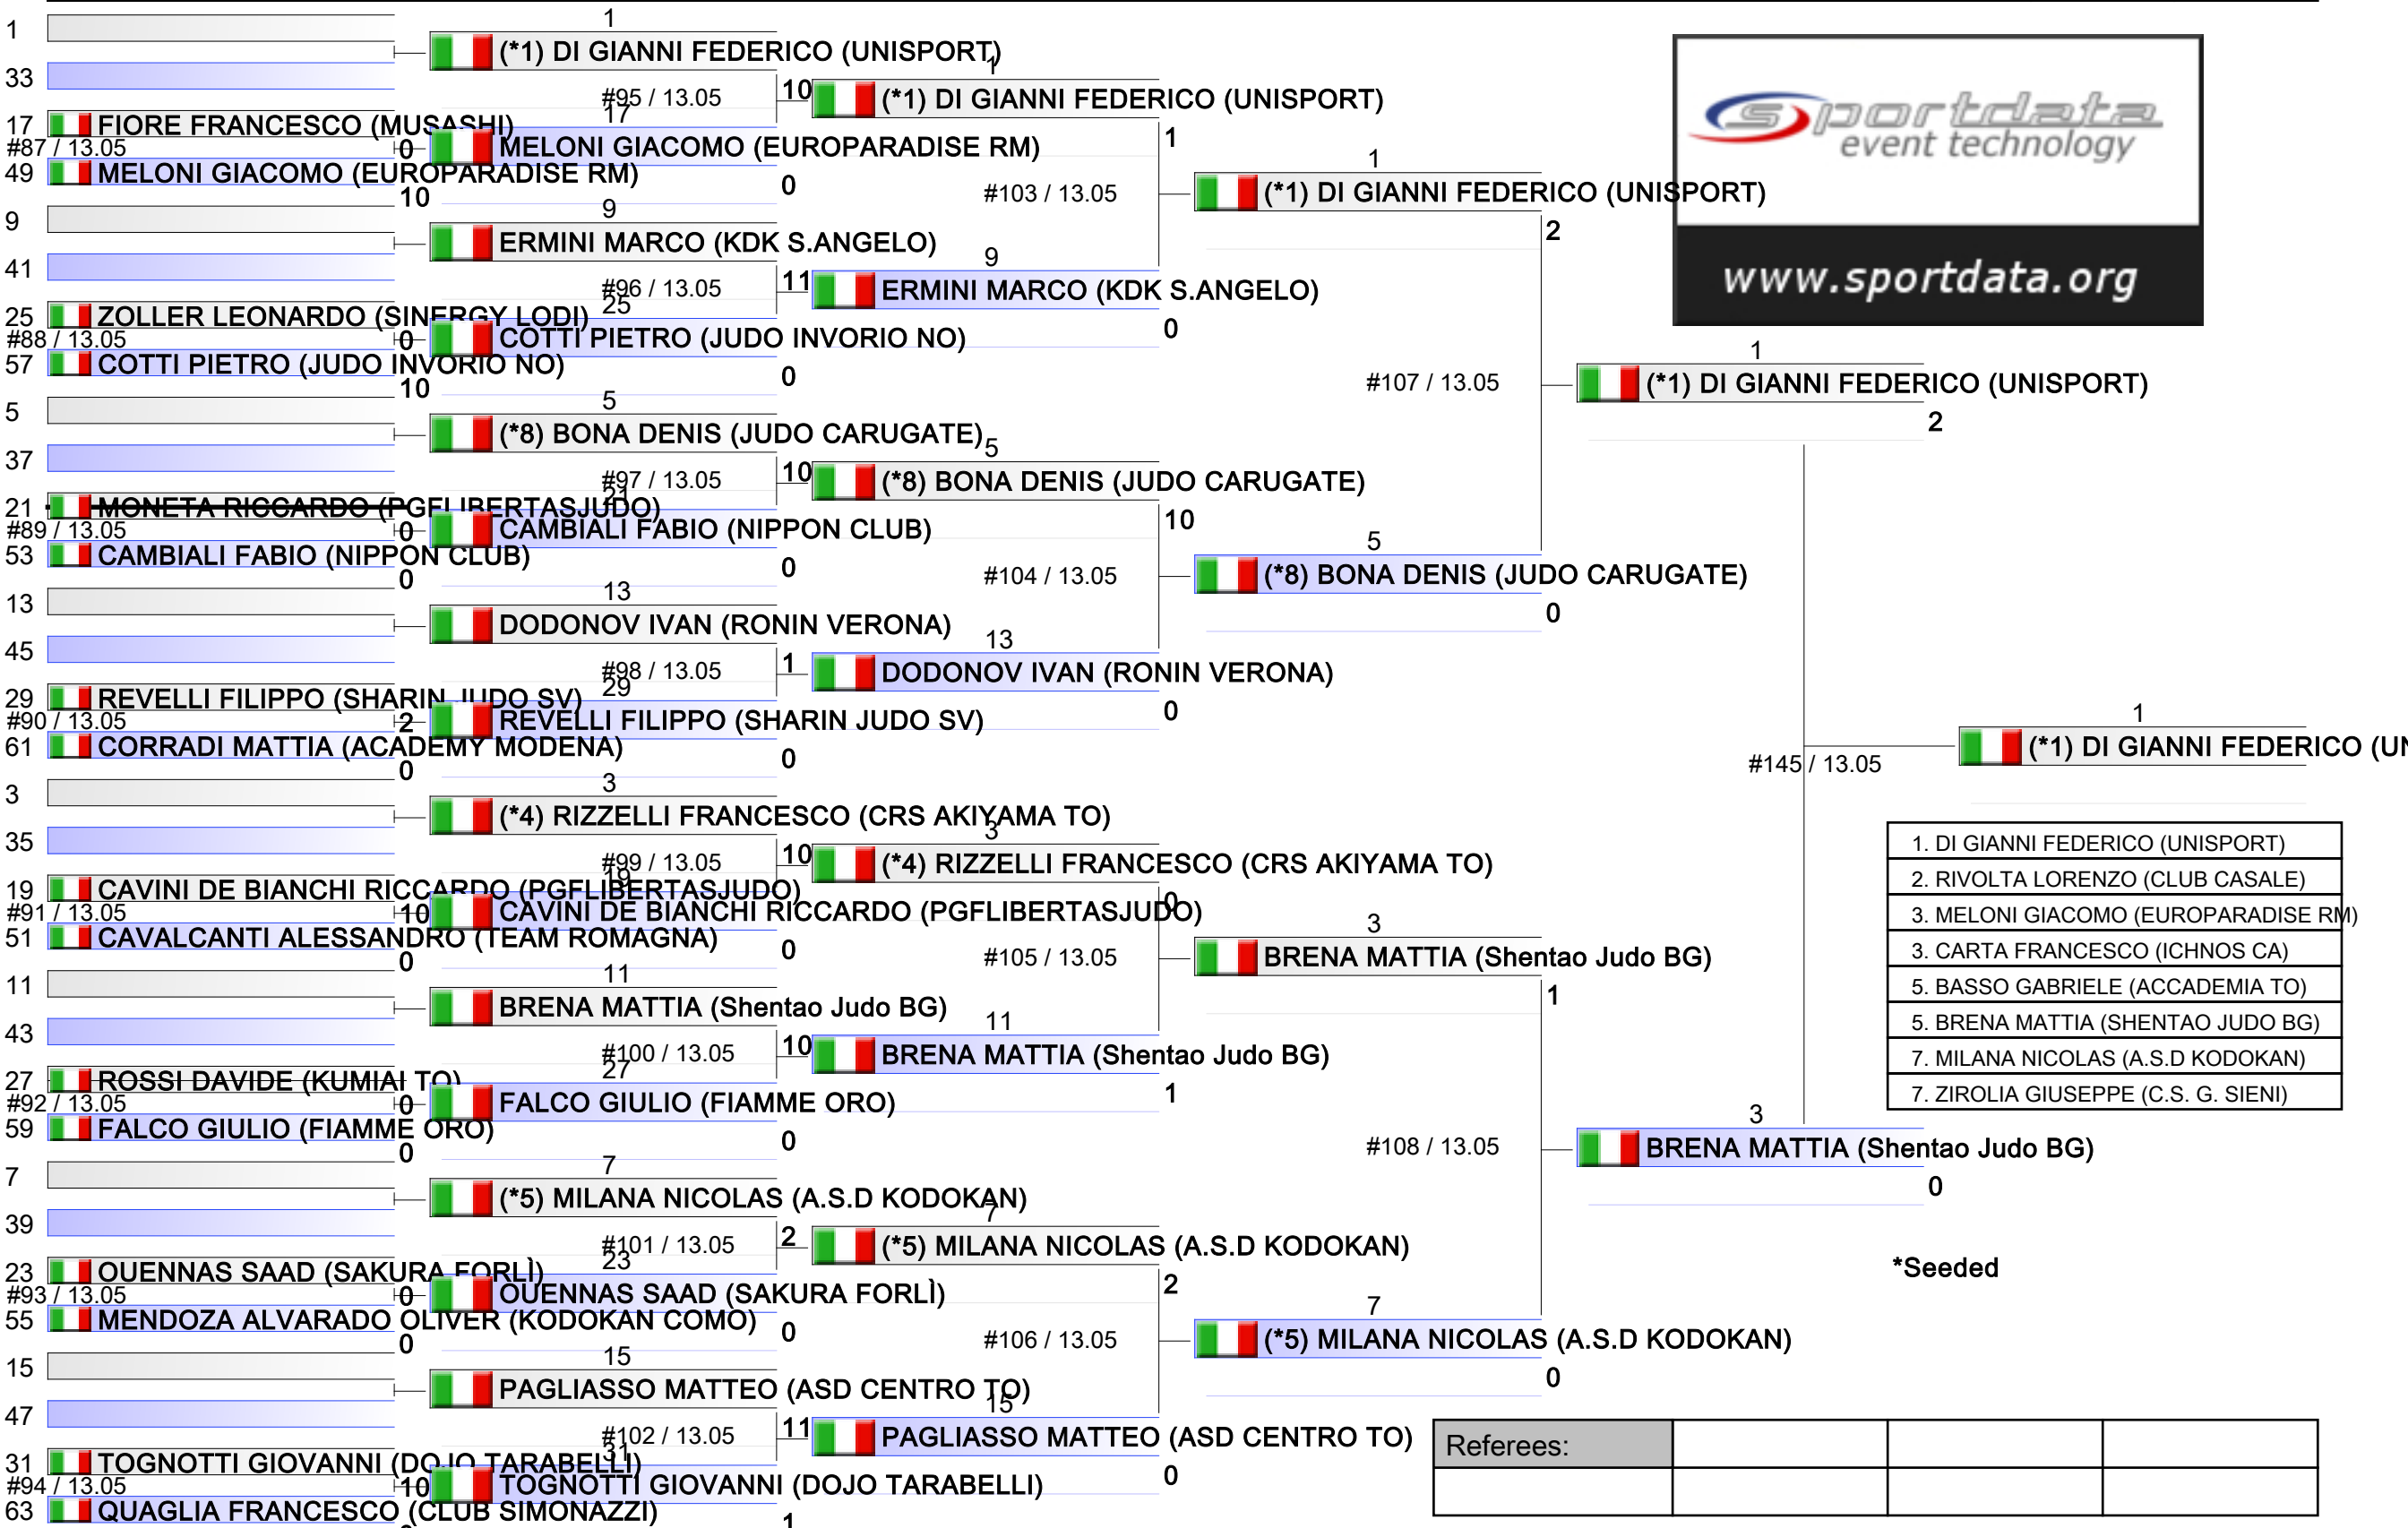 1
1
(*1) DI GIANNI FEDERICO (UNISPORT)
33
#95 / 13.05
10
1
(*1) DI GIANNI FEDERICO (UNISPORT)
17
FIORE FRANCESCO (MUSASHI)
0
17
MELONI GIACOMO (EUROPARADISE RM)
0
#87 / 13.05
49
MELONI GIACOMO (EUROPARADISE RM)
10
1
#103 / 13.05
1
(*1) DI GIANNI FEDERICO (UNISPORT)
2
9
9
ERMINI MARCO (KDK S.ANGELO)
41
#96 / 13.05
11
9
ERMINI MARCO (KDK S.ANGELO)
0
25
ZOLLER LEONARDO (SINERGY LODI)
0
25
COTTI PIETRO (JUDO INVORIO NO)
0
#88 / 13.05
57
COTTI PIETRO (JUDO INVORIO NO)
10
#107 / 13.05
1
(*1) DI GIANNI FEDERICO (UNISPORT)
2
5
5
(*8) BONA DENIS (JUDO CARUGATE)
37
#97 / 13.05
10
5
(*8) BONA DENIS (JUDO CARUGATE)
10
21
MONETA RICCARDO (PGFLIBERTASJUDO)
0
21
CAMBIALI FABIO (NIPPON CLUB)
0
#89 / 13.05
53
CAMBIALI FABIO (NIPPON CLUB)
0
#104 / 13.05
5
(*8) BONA DENIS (JUDO CARUGATE)
0
13
13
DODONOV IVAN (RONIN VERONA)
45
#98 / 13.05
1
13
DODONOV IVAN (RONIN VERONA)
0
29
REVELLI FILIPPO (SHARIN JUDO SV)
2
29
REVELLI FILIPPO (SHARIN JUDO SV)
0
#90 / 13.05
61
CORRADI MATTIA (ACADEMY MODENA)
0
#145 / 13.05
1
(*1) DI GIANNI FEDERICO (UN
3
3
(*4) RIZZELLI FRANCESCO (CRS AKIYAMA TO)
35
#99 / 13.05
10
3
(*4) RIZZELLI FRANCESCO (CRS AKIYAMA TO)
0
19
CAVINI DE BIANCHI RICCARDO (PGFLIBERTASJUDO)
10
19
CAVINI DE BIANCHI RICCARDO (PGFLIBERTASJUDO)
0
#91 / 13.05
51
CAVALCANTI ALESSANDRO (TEAM ROMAGNA)
0
#105 / 13.05
3
BRENA MATTIA (Shentao Judo BG)
1
11
11
BRENA MATTIA (Shentao Judo BG)
43
#100 / 13.05
10
11
BRENA MATTIA (Shentao Judo BG)
1
27
ROSSI DAVIDE (KUMIAI TO)
0
27
FALCO GIULIO (FIAMME ORO)
0
#92 / 13.05
59
FALCO GIULIO (FIAMME ORO)
0
#108 / 13.05
3
BRENA MATTIA (Shentao Judo BG)
0
7
7
(*5) MILANA NICOLAS (A.S.D KODOKAN)
39
#101 / 13.05
2
7
(*5) MILANA NICOLAS (A.S.D KODOKAN)
2
23
OUENNAS SAAD (SAKURA FORLÌ)
0
23
OUENNAS SAAD (SAKURA FORLÌ)
0
#93 / 13.05
55
MENDOZA ALVARADO OLIVER (KODOKAN COMO)
0
#106 / 13.05
7
(*5) MILANA NICOLAS (A.S.D KODOKAN)
0
15
15
PAGLIASSO MATTEO (ASD CENTRO TO)
47
#102 / 13.05
11
15
PAGLIASSO MATTEO (ASD CENTRO TO)
0
31
TOGNOTTI GIOVANNI (DOJO TARABELLI)
10
31
TOGNOTTI GIOVANNI (DOJO TARABELLI)
1
#94 / 13.05
63
QUAGLIA FRANCESCO (CLUB SIMONAZZI)
sportdata
event technology
www.sportdata.org
1. DI GIANNI FEDERICO (UNISPORT)
2. RIVOLTA LORENZO (CLUB CASALE)
3. MELONI GIACOMO (EUROPARADISE RM)
3. CARTA FRANCESCO (ICHNOS CA)
5. BASSO GABRIELE (ACCADEMIA TO)
5. BRENA MATTIA (SHENTAO JUDO BG)
7. MILANA NICOLAS (A.S.D KODOKAN)
7. ZIROLIA GIUSEPPE (C.S. G. SIENI)
*Seeded
Referees: